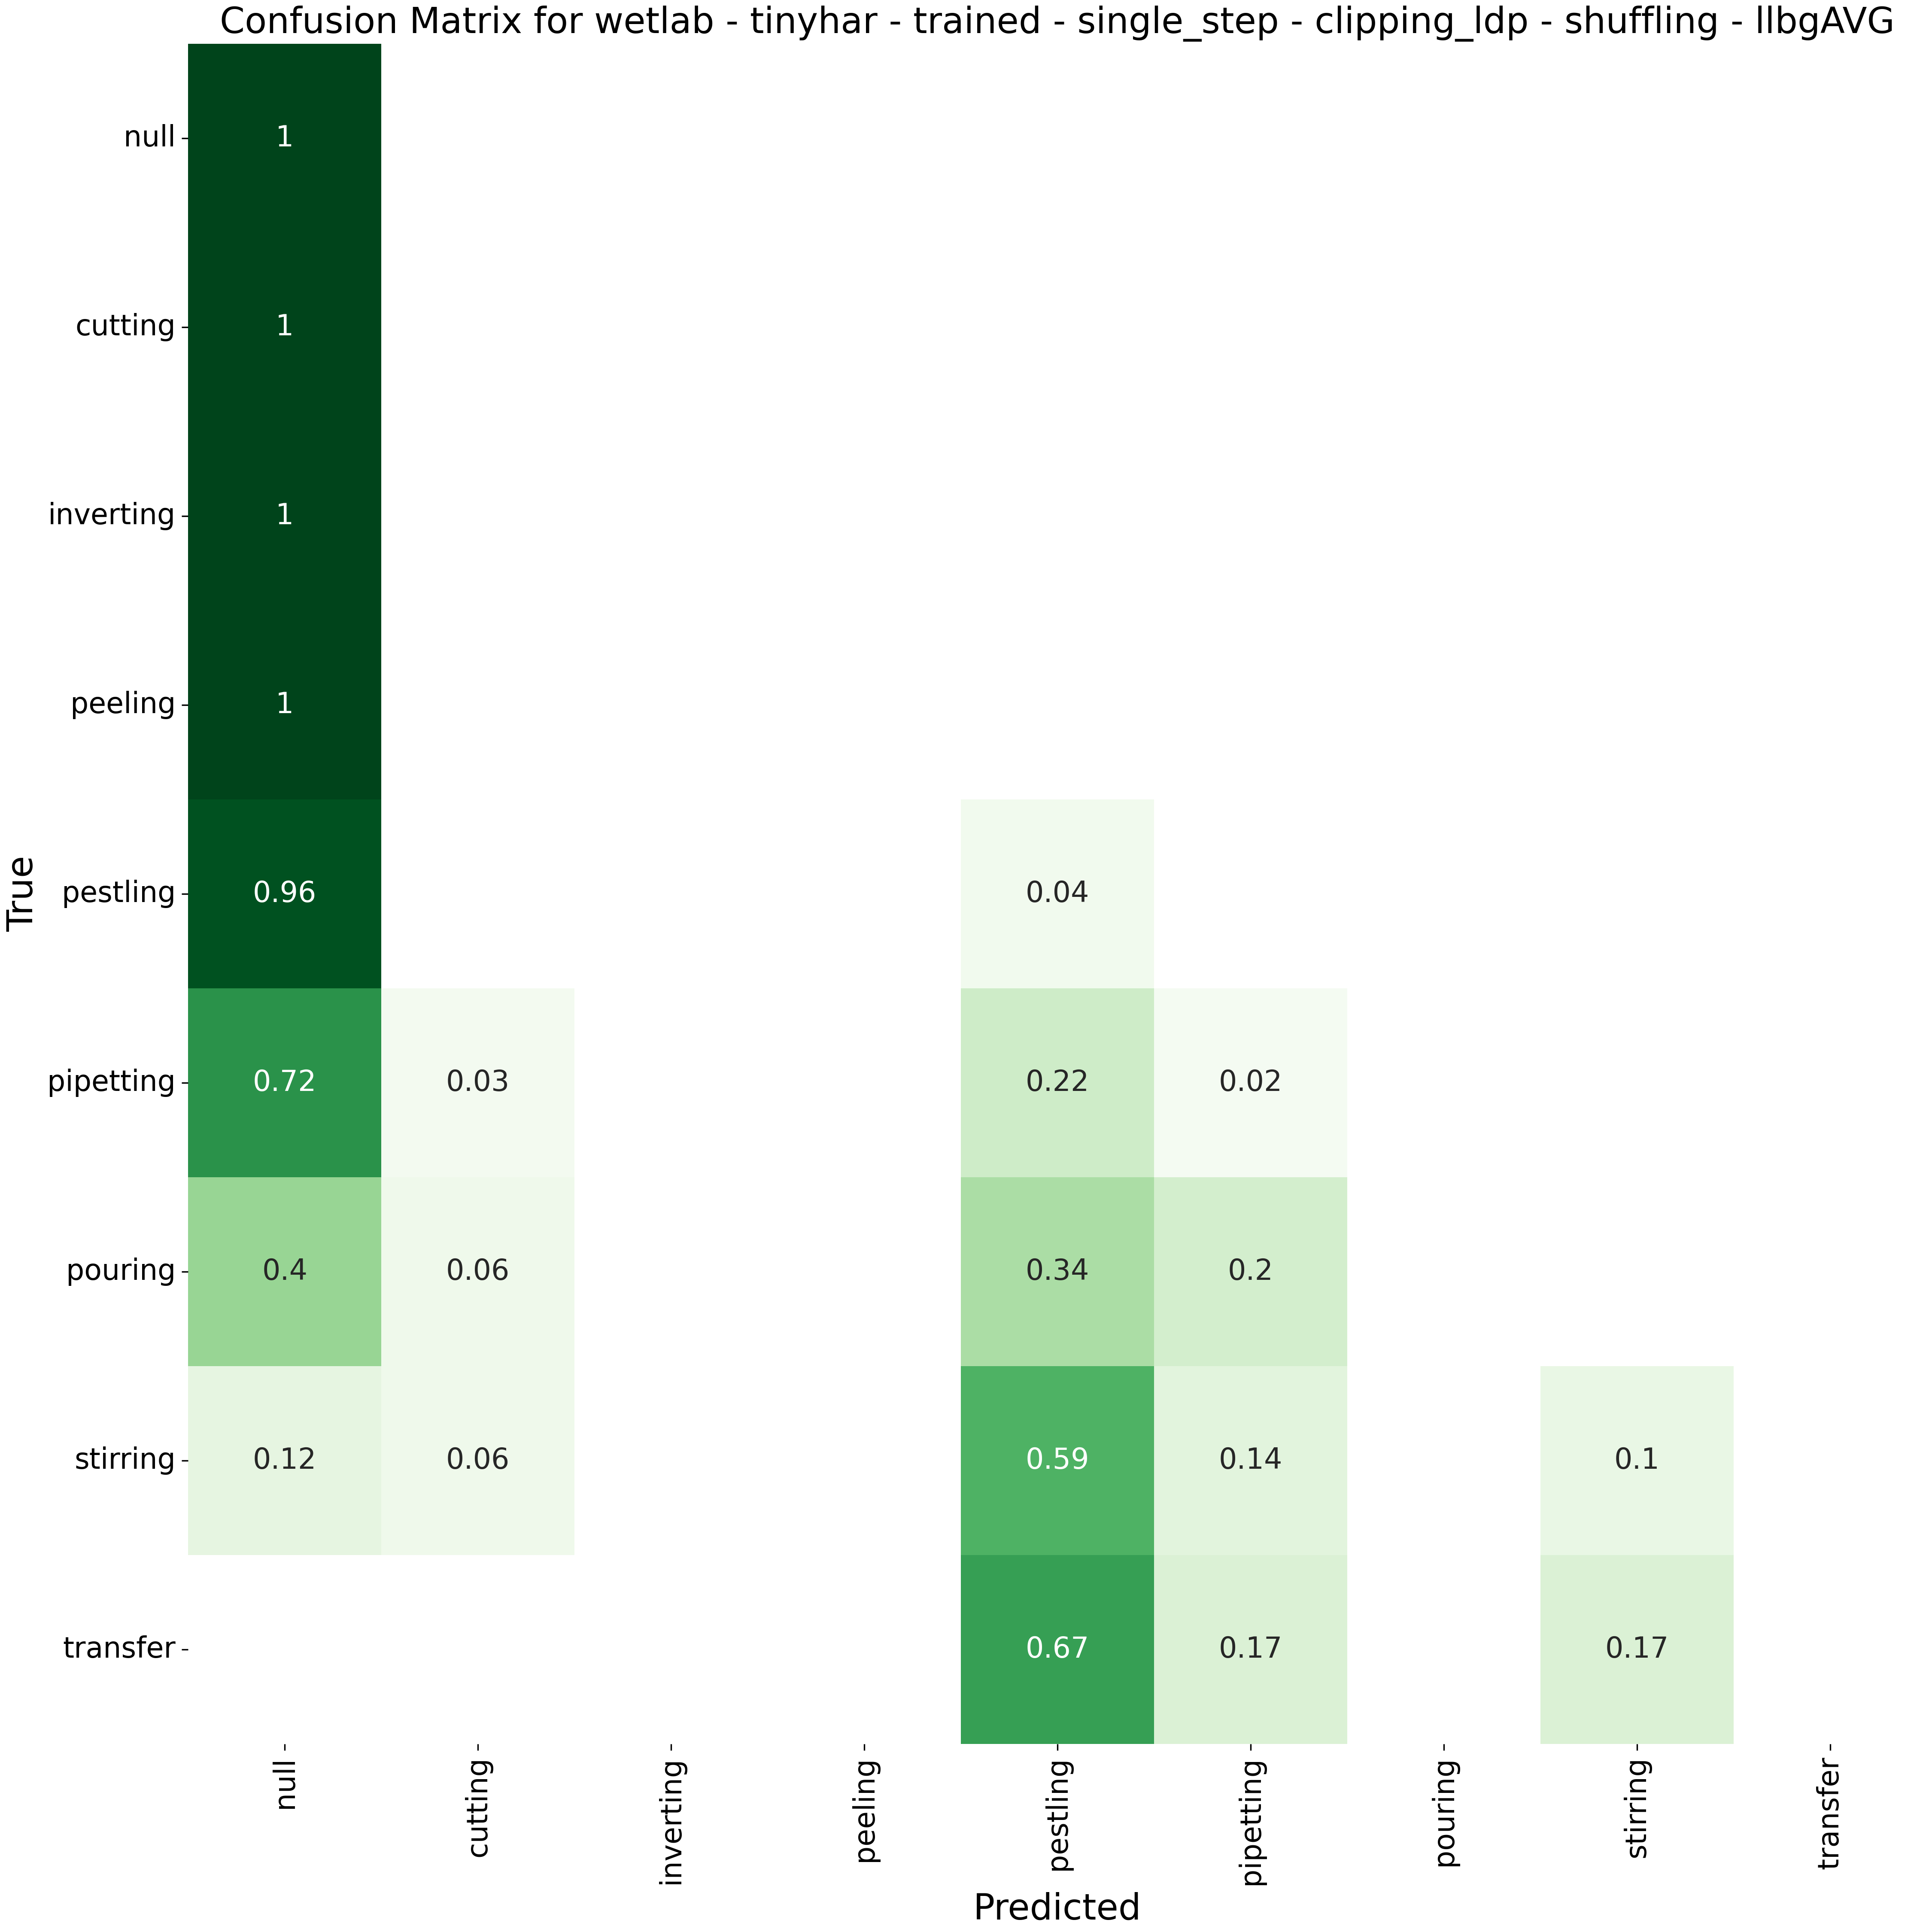 Confusion Matrix for wetlab - tinyhar - trained - single_step - clipping_ldp - shuffling - llbgAVG
True
null 1
cutting 1
inverting 1
peeling 1
pestling 0.96 0.04
pipetting 0.72 0.03 0.22 0.02
pouring 0.4 0.06 0.34 0.2
stirring 0.12 0.06 0.59 0.14 0.1
transfer 0.67 0.17 0.17
null cutting inverting peeling pestling pipetting pouring stirring transfer
Predicted